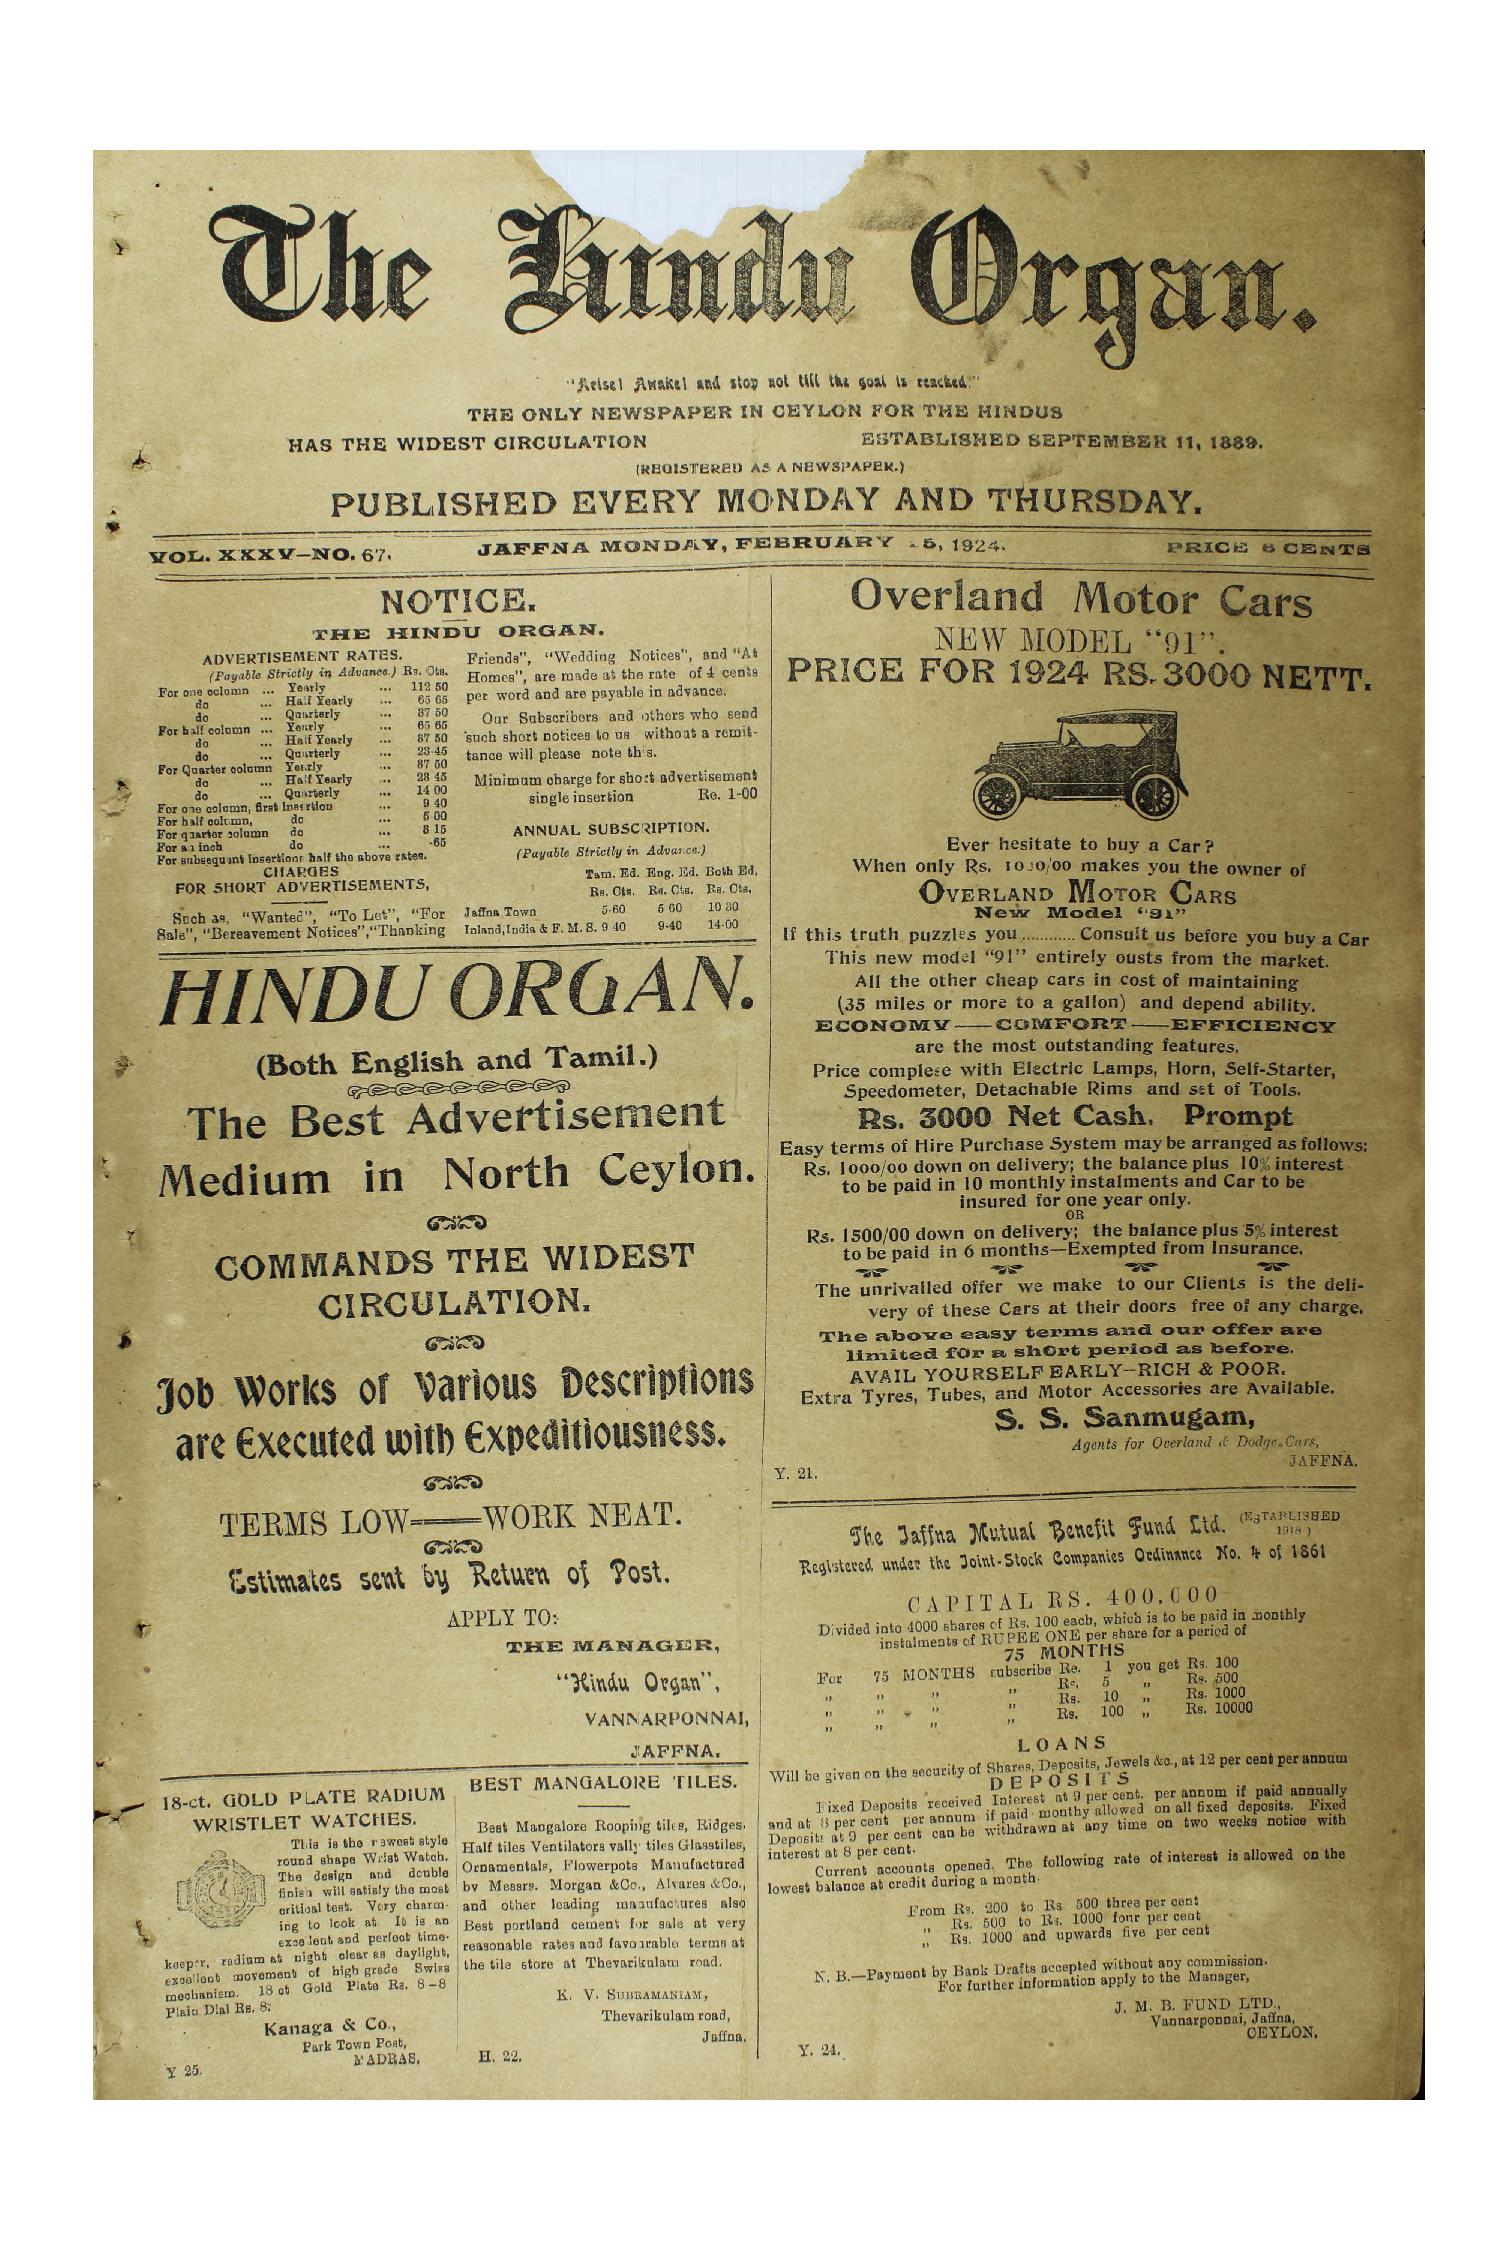 The Hindu Organ.
"Arise! Awake! and stop not till the goal is reached."
THE ONLY NEWSPAPER IN CEYLON FOR THE HINDUS
HAS THE WIDEST CIRCULATION ESTABLISHED SEPTEMBER 11, 1889.
(REGISTERED AS A NEWSPAPER.)
PUBLISHED EVERY MONDAY AND THURSDAY.
VOL. XXXV—NO. 67. JAFFNA MONDAY, FEBRUARY 5, 1924. PRICE 6 CENTS
NOTICE.
THE HINDU ORGAN.
ADVERTISEMENT RATES.
(Payable Strictly in Advance.) Rs. Cts.
For one column ... Yearly ... 112 50
do ... Half Yearly ... 65 65
do ... Quarterly ... 37 50
For half column ... Yearly ... 65 65
do ... Half Yearly ... 37 50
do ... Quarterly ... 23·45
For Quarter column Yearly ... 37 50
do ... Half Yearly ... 23 45
do ... Quarterly ... 14 00
For one column, first Insertion ... 9 40
For half column, do ... 5·00
For quarter column do ... 3 15
For an inch do ... ·65
For subsequent insertions half the above rates.
CHARGES
FOR SHORT ADVERTISEMENTS,
Such as, "Wanted", "To Let", "For
Sale", "Bereavement Notices", "Thanking
Friends", "Wedding Notices", and "At
Homes", are made at the rate of 4 cents
per word and are payable in advance.
Our Subscribers and others who send
such short notices to us without a remit-
tance will please note this.
Minimum charge for short advertisement
single insertion Re. 1-00
ANNUAL SUBSCRIPTION.
(Payable Strictly in Advance.)
Tam. Ed. Eng. Ed. Both Ed.
Rs. Cts. Rs. Cts. Rs. Cts.
Jaffna Town 5·60 5 60 10 30
Inland, India & F. M. S. 9 40 9·40 14·00
HINDU ORGAN.
(Both English and Tamil.)
The Best Advertisement
Medium in North Ceylon.
COMMANDS THE WIDEST
CIRCULATION.
Job Works of Various Descriptions
are Executed with Expeditiousness.
TERMS LOW——WORK NEAT.
Estimates sent by Return of Post.
APPLY TO:
THE MANAGER,
"Hindu Organ",
VANNARPONNAI,
JAFFNA.
18-ct. GOLD PLATE RADIUM
WRISTLET WATCHES.
This is the newest style
round shape Wrist Watch.
The design and double
finish will satisfy the most
critical test. Very charm-
ing to look at. It is an
excellent and perfect time-
keeper, radium at night clear as daylight,
excellent movement of high grade Swiss
mechanism. 18 ct Gold Plate Rs. 8-8
Plain Dial Rs. 8.
Kanaga & Co.,
Park Town Post,
MADRAS.
Y 25.
BEST MANGALORE TILES.
Best Mangalore Rooping tiles, Ridges.
Half tiles Ventilators vally tiles Glasstiles,
Ornamentals, Flowerpots Manufactured
by Messrs. Morgan &Co., Alvares &Co.,
and other leading manufactures also
Best portland cement for sale at very
reasonable rates and favourable terms at
the tile store at Thevarikulam road.
K. V. SUBRAMANIAM,
Thevarikulam road,
Jaffna.
H. 22.
Overland Motor Cars
NEW MODEL "91".
PRICE FOR 1924 RS. 3000 NETT.
Ever hesitate to buy a Car?
When only Rs. 1000/00 makes you the owner of
OVERLAND MOTOR CARS
New Model "91"
If this truth puzzles you ............ Consult us before you buy a Car
This new model "91" entirely ousts from the market.
All the other cheap cars in cost of maintaining
(35 miles or more to a gallon) and depend ability.
ECONOMY——COMFORT——EFFICIENCY
are the most outstanding features.
Price complete with Electric Lamps, Horn, Self-Starter,
Speedometer, Detachable Rims and set of Tools.
Rs. 3000 Net Cash. Prompt
Easy terms of Hire Purchase System may be arranged as follows:
Rs. 1000/00 down on delivery; the balance plus 10% interest
to be paid in 10 monthly instalments and Car to be
insured for one year only.
OR
Rs. 1500/00 down on delivery; the balance plus 5% interest
to be paid in 6 months—Exempted from Insurance.
The unrivalled offer we make to our Clients is the deli-
very of these Cars at their doors free of any charge.
The above easy terms and our offer are
limited for a short period as before.
AVAIL YOURSELF EARLY—RICH & POOR.
Extra Tyres, Tubes, and Motor Accessories are Available.
S. S. Sanmugam,
Agents for Overland & Dodge Cars,
JAFFNA.
Y. 21.
The Jaffna Mutual Benefit Fund Ltd. (ESTABLISHED
1918)
Registered under the Joint-Stock Companies Ordinance No. 4 of 1861
CAPITAL RS. 400,000
Divided into 4000 shares of Rs. 100 each, which is to be paid in monthly
instalments of RUPEE ONE per share for a period of
75 MONTHS
For 75 MONTHS subscribe Re. 1 you get Rs. 100
" " " " Rs. 5 " Rs. 500
" " " " Rs. 10 " Rs. 1000
" " " " Rs. 100 " Rs. 10000
LOANS
Will be given on the security of Shares, Deposits, Jewels &c., at 12 per cent per annum
DEPOSITS
Fixed Deposits received Interest at 9 per cent. per annum if paid annually
and at 8 per cent per annum if paid monthy allowed on all fixed deposits. Fixed
Deposits at 9 per cent can be withdrawn at any time on two weeks notice with
interest at 8 per cent.
Current accounts opened. The following rate of interest is allowed on the
lowest balance at credit during a month.
From Rs. 200 to Rs. 500 three per cent
" Rs. 500 to Rs. 1000 four per cent
" Rs. 1000 and upwards five per cent
N. B.—Payment by Bank Drafts accepted without any commission.
For further information apply to the Manager,
J. M. B. FUND LTD.,
Vannarponnai, Jaffna,
CEYLON.
Y. 24.